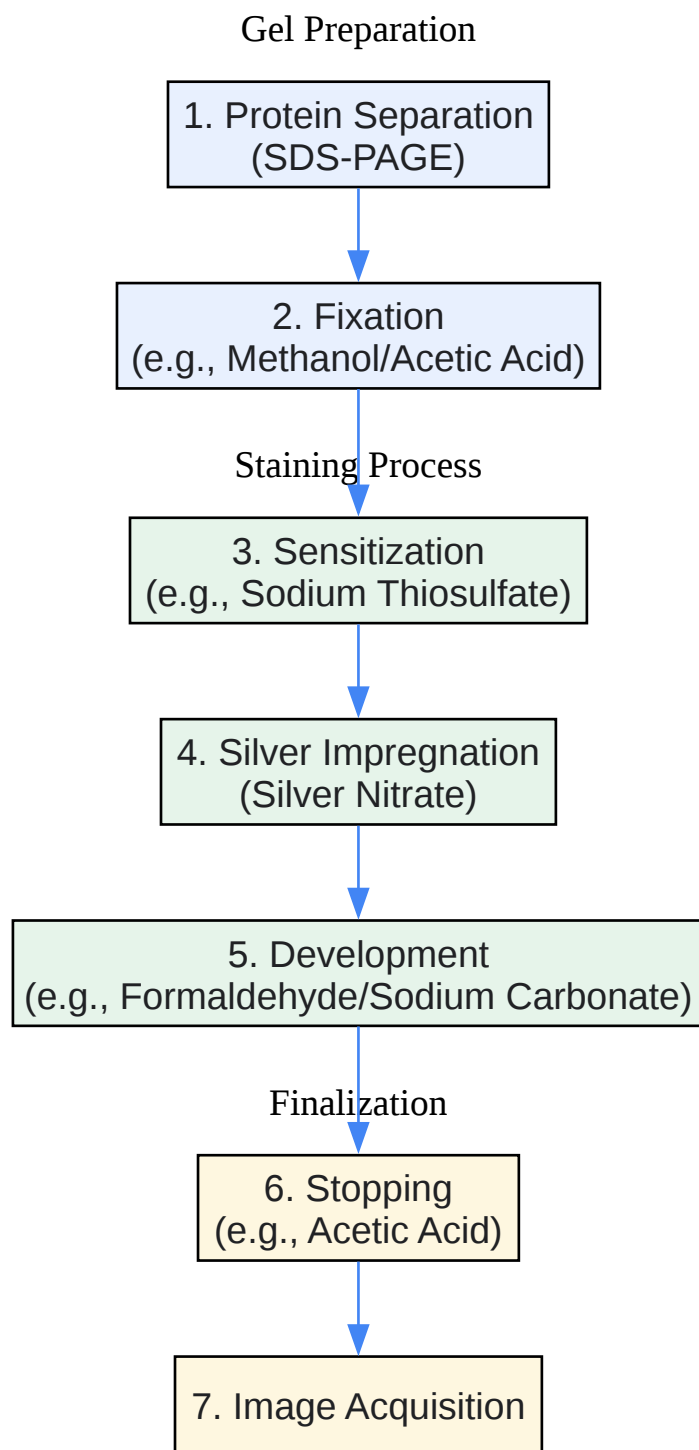 Gel Preparation
1. Protein Separation
(SDS-PAGE)
2. Fixation
(e.g., Methanol/Acetic Acid)
Staining Process
3. Sensitization
(e.g., Sodium Thiosulfate)
4. Silver Impregnation
(Silver Nitrate)
5. Development
(e.g., Formaldehyde/Sodium Carbonate)
Finalization
6. Stopping
(e.g., Acetic Acid)
7. Image Acquisition